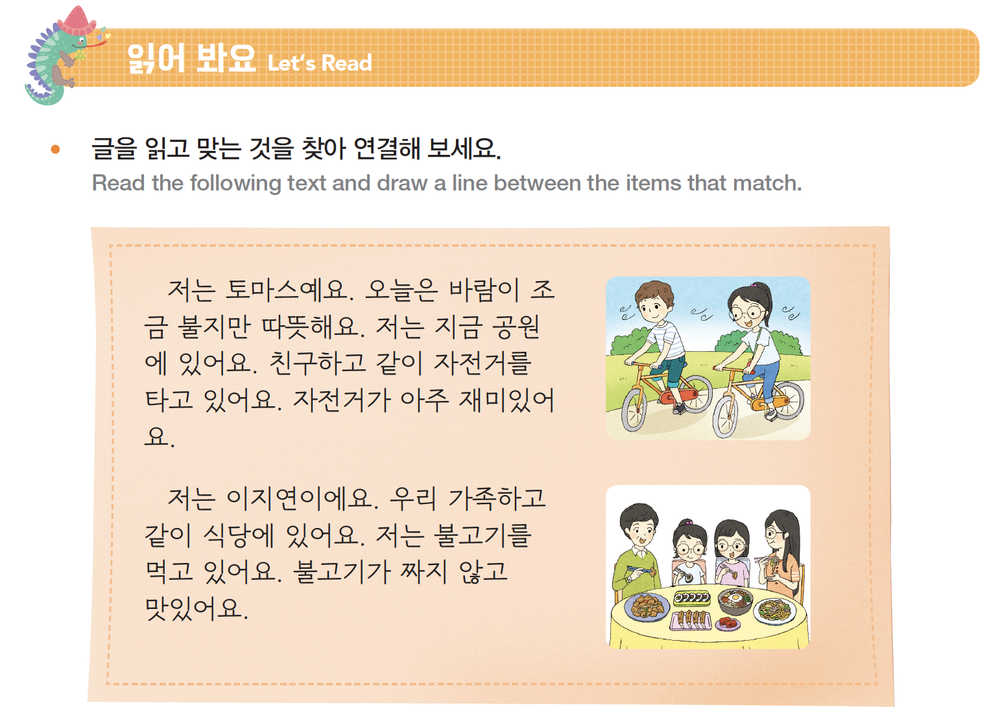 읽어 봐요 Let's Read
글을 읽고 맞는 것을 찾아 연결해 보세요.
Read the following text and draw a line between the items that match.
저는 토마스예요. 오늘은 바람이 조
금 불지만 따뜻해요. 저는 지금 공원
에 있어요. 친구하고 같이 자전거를
타고 있어요. 자전거가 아주 재미있어
요.
저는 이지연이에요. 우리 가족하고
같이 식당에 있어요. 저는 불고기를
먹고 있어요. 불고기가 짜지 않고
맛있어요.